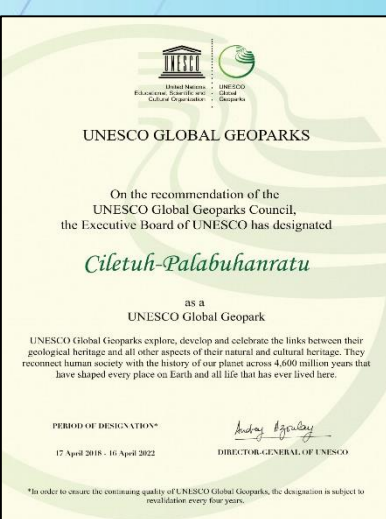 UNESCO
United Nations
Educational, Scientific and
Cultural Organization
UNESCO
Global
Geoparks
UNESCO GLOBAL GEOPARKS
On the recommendation of the
UNESCO Global Geoparks Council,
the Executive Board of UNESCO has designated
Ciletuh-Palabuhanratu
as a
UNESCO Global Geopark
UNESCO Global Geoparks explore, develop and celebrate the links between their
geological heritage and all other aspects of their natural and cultural heritage. They
reconnect human society with the history of our planet across 4,600 million years that
have shaped every place on Earth and all life that has ever lived here.
PERIOD OF DESIGNATION*
17 April 2018 - 16 April 2022
Audrey Azoulay
DIRECTOR-GENERAL OF UNESCO
*In order to ensure the continuing quality of UNESCO Global Geoparks, the designation is subject to
revalidation every four years.